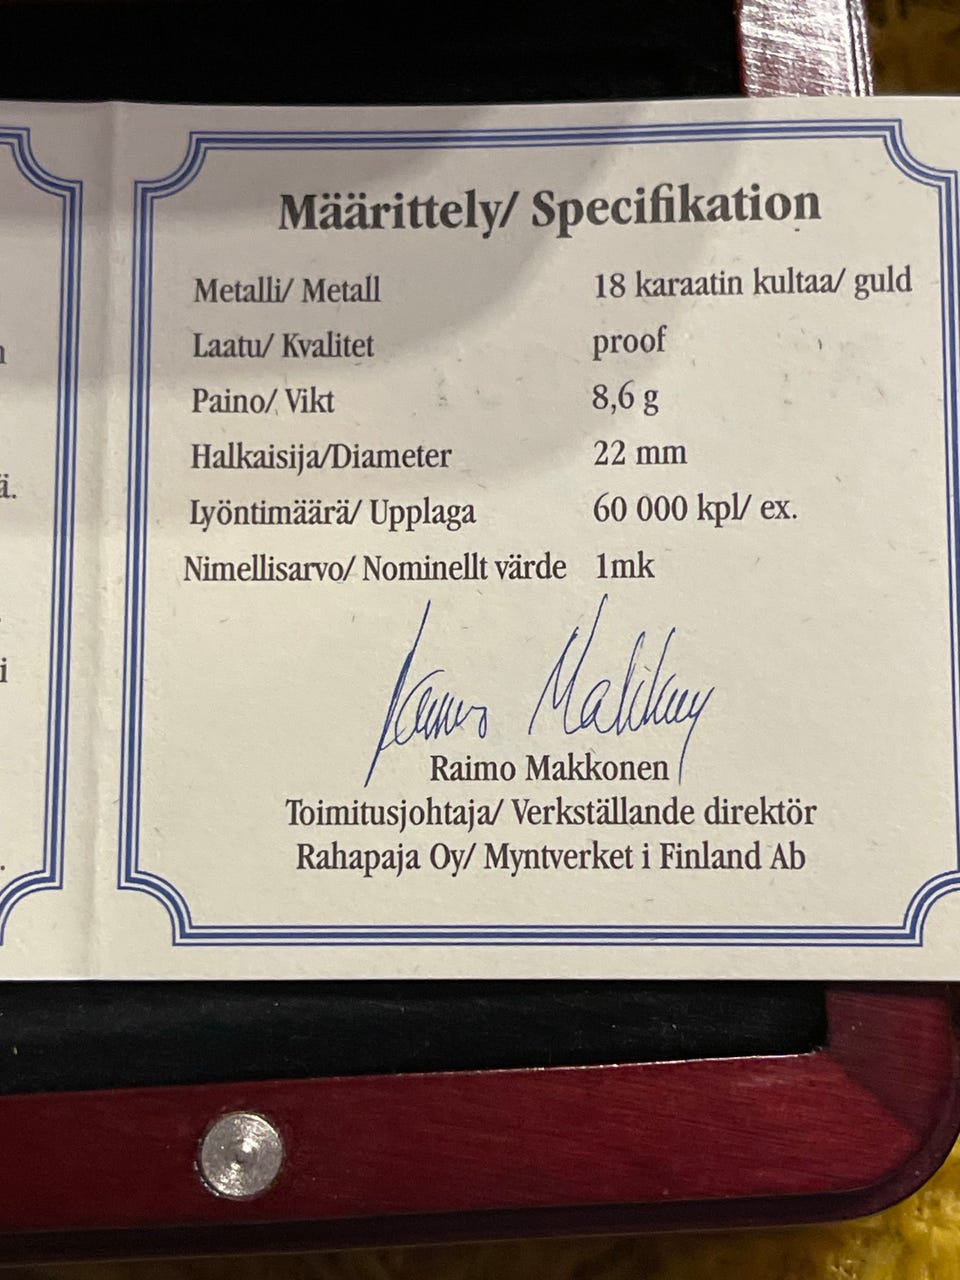 Määrittely/ Specifikation
Metalli/ Metall 18 karaatin kultaa/ guld
Laatu/ Kvalitet proof
Paino/ Vikt 8,6 g
Halkaisija/Diameter 22 mm
Lyöntimäärä/ Upplaga 60 000 kpl/ ex.
Nimellisarvo/ Nominellt värde 1mk
Raimo Makkonen
Toimitusjohtaja/ Verkställande direktör
Rahapaja Oy/ Myntverket i Finland Ab